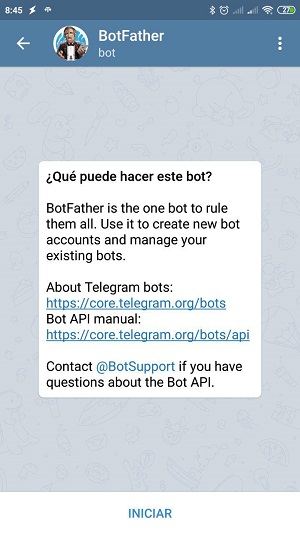 8:45
27
BotFather
bot
¿Qué puede hacer este bot?
BotFather is the one bot to rule
them all. Use it to create new bot
accounts and manage your
existing bots.
About Telegram bots:
https://core.telegram.org/bots
Bot API manual:
https://core.telegram.org/bots/api
Contact @BotSupport if you have
questions about the Bot API.
INICIAR